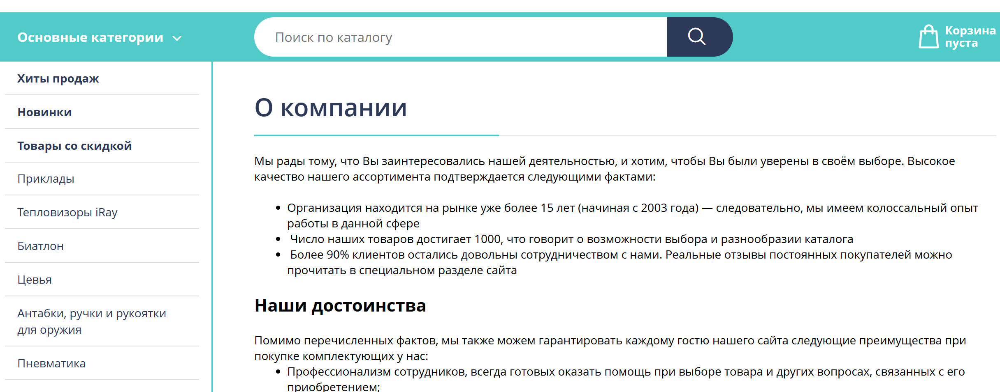 Основные категории
Поиск по каталогу
Корзина
пуста
Хиты продаж
Новинки
Товары со скидкой
Приклады
Тепловизоры iRay
Биатлон
Цевья
Антабки, ручки и рукоятки
для оружия
Пневматика
О компании
Мы рады тому, что Вы заинтересовались нашей деятельностью, и хотим, чтобы Вы были уверены в своём выборе. Высокое
качество нашего ассортимента подтверждается следующими фактами:
Организация находится на рынке уже более 15 лет (начиная с 2003 года) — следовательно, мы имеем колоссальный опыт
работы в данной сфере
Число наших товаров достигает 1000, что говорит о возможности выбора и разнообразии каталога
Более 90% клиентов остались довольны сотрудничеством с нами. Реальные отзывы постоянных покупателей можно
прочитать в специальном разделе сайта
Наши достоинства
Помимо перечисленных фактов, мы также можем гарантировать каждому гостю нашего сайта следующие преимущества при
покупке комплектующих у нас:
Профессионализм сотрудников, всегда готовых оказать помощь при выборе товара и других вопросах, связанных с его
приобретением;